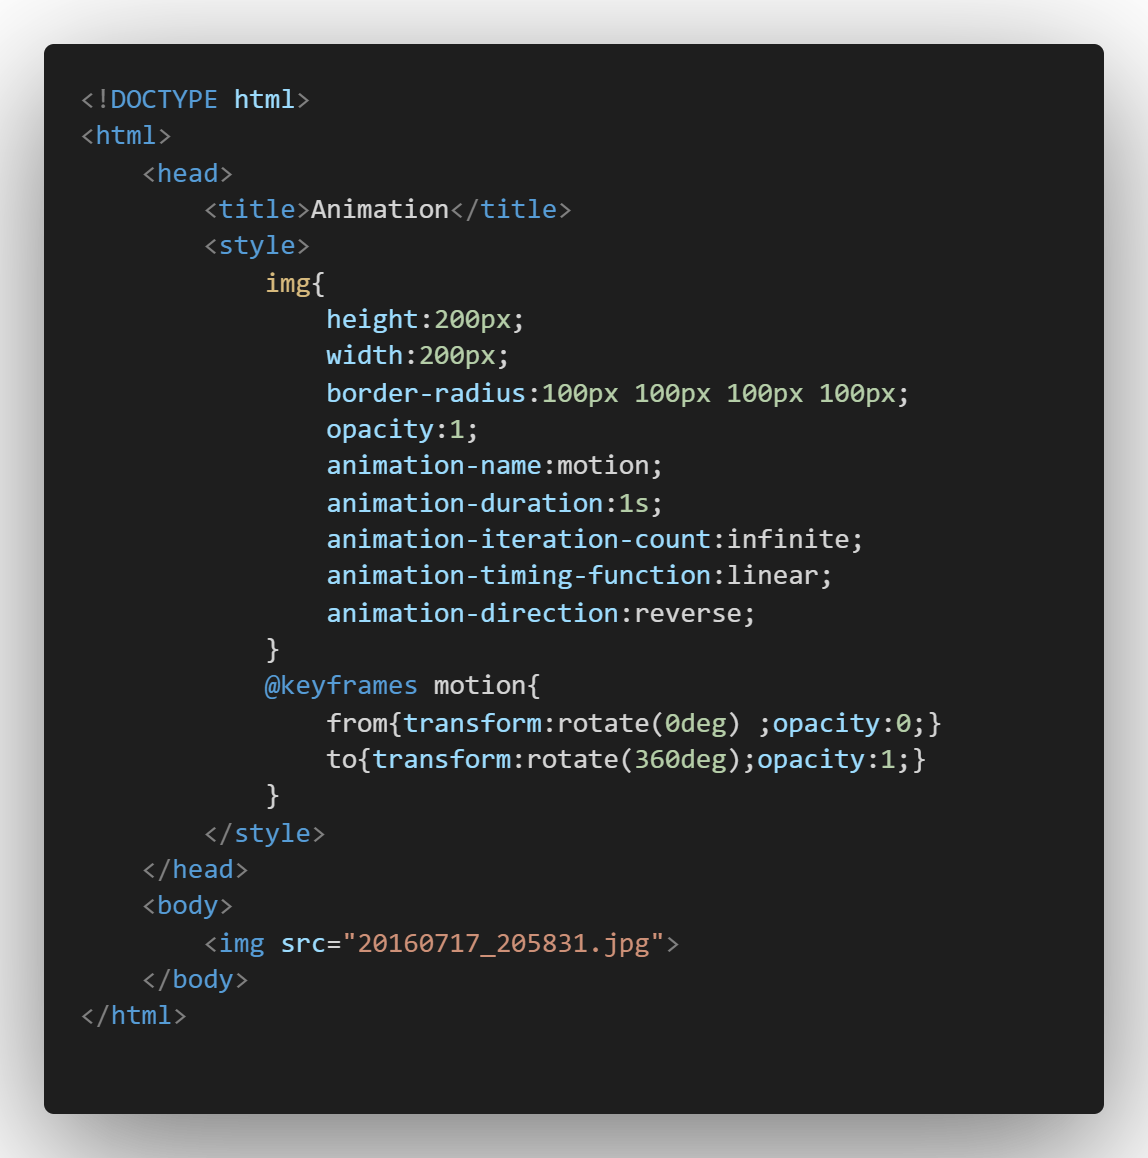 <!DOCTYPE html>
<html>
    <head>
        <title>Animation</title>
        <style>
            img{
                height:200px;
                width:200px;
                border-radius:100px 100px 100px 100px;
                opacity:1;
                animation-name:motion;
                animation-duration:1s;
                animation-iteration-count:infinite;
                animation-timing-function:linear;
                animation-direction:reverse;
            }
            @keyframes motion{
                from{transform:rotate(0deg) ;opacity:0;}
                to{transform:rotate(360deg);opacity:1;}
            }
        </style>
    </head>
    <body>
        <img src="20160717_205831.jpg">
    </body>
</html>